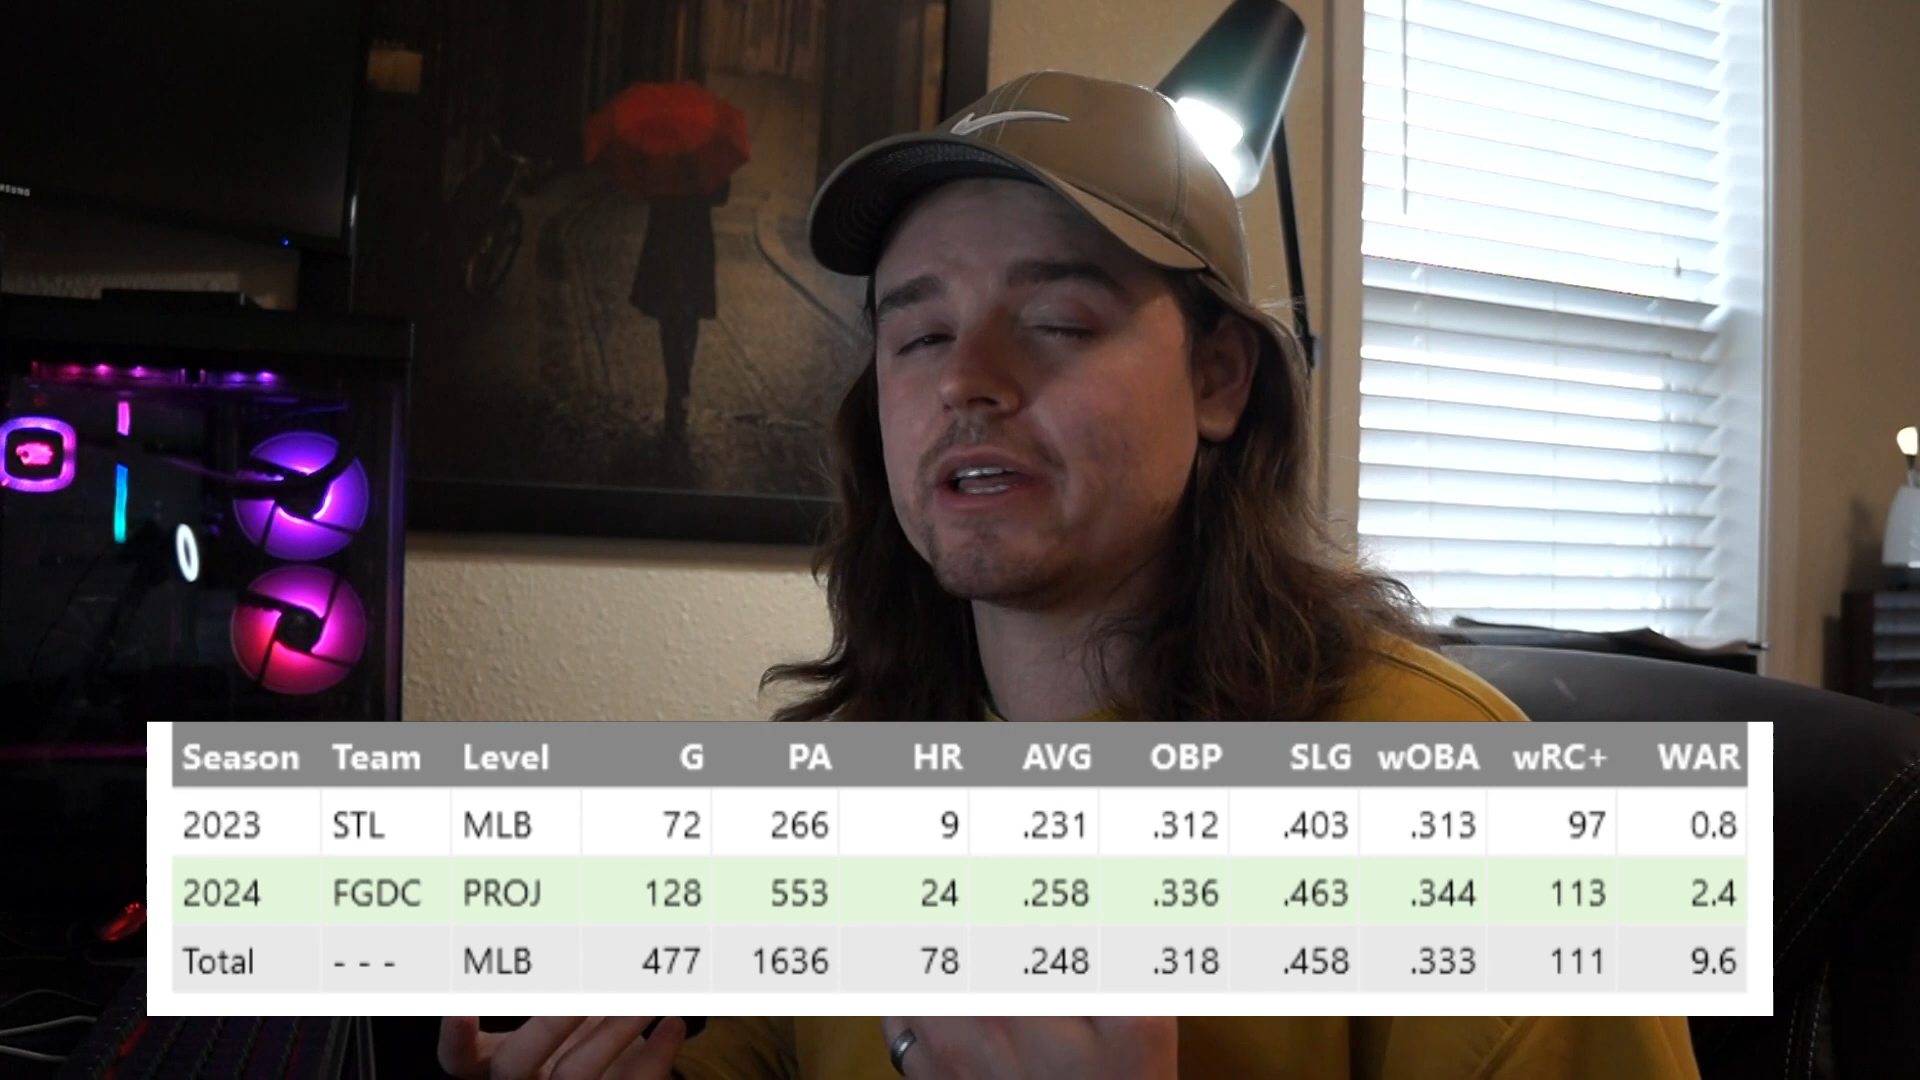 Season Team Level G PA HR AVG OBP SLG wOBA wRC+ WAR
2023 STL MLB 72 266 9 .231 .312 .403 .313 97 0.8
2024 FGDC PROJ 128 553 24 .258 .336 .463 .344 113 2.4
Total - - - MLB 477 1636 78 .248 .318 .458 .333 111 9.6